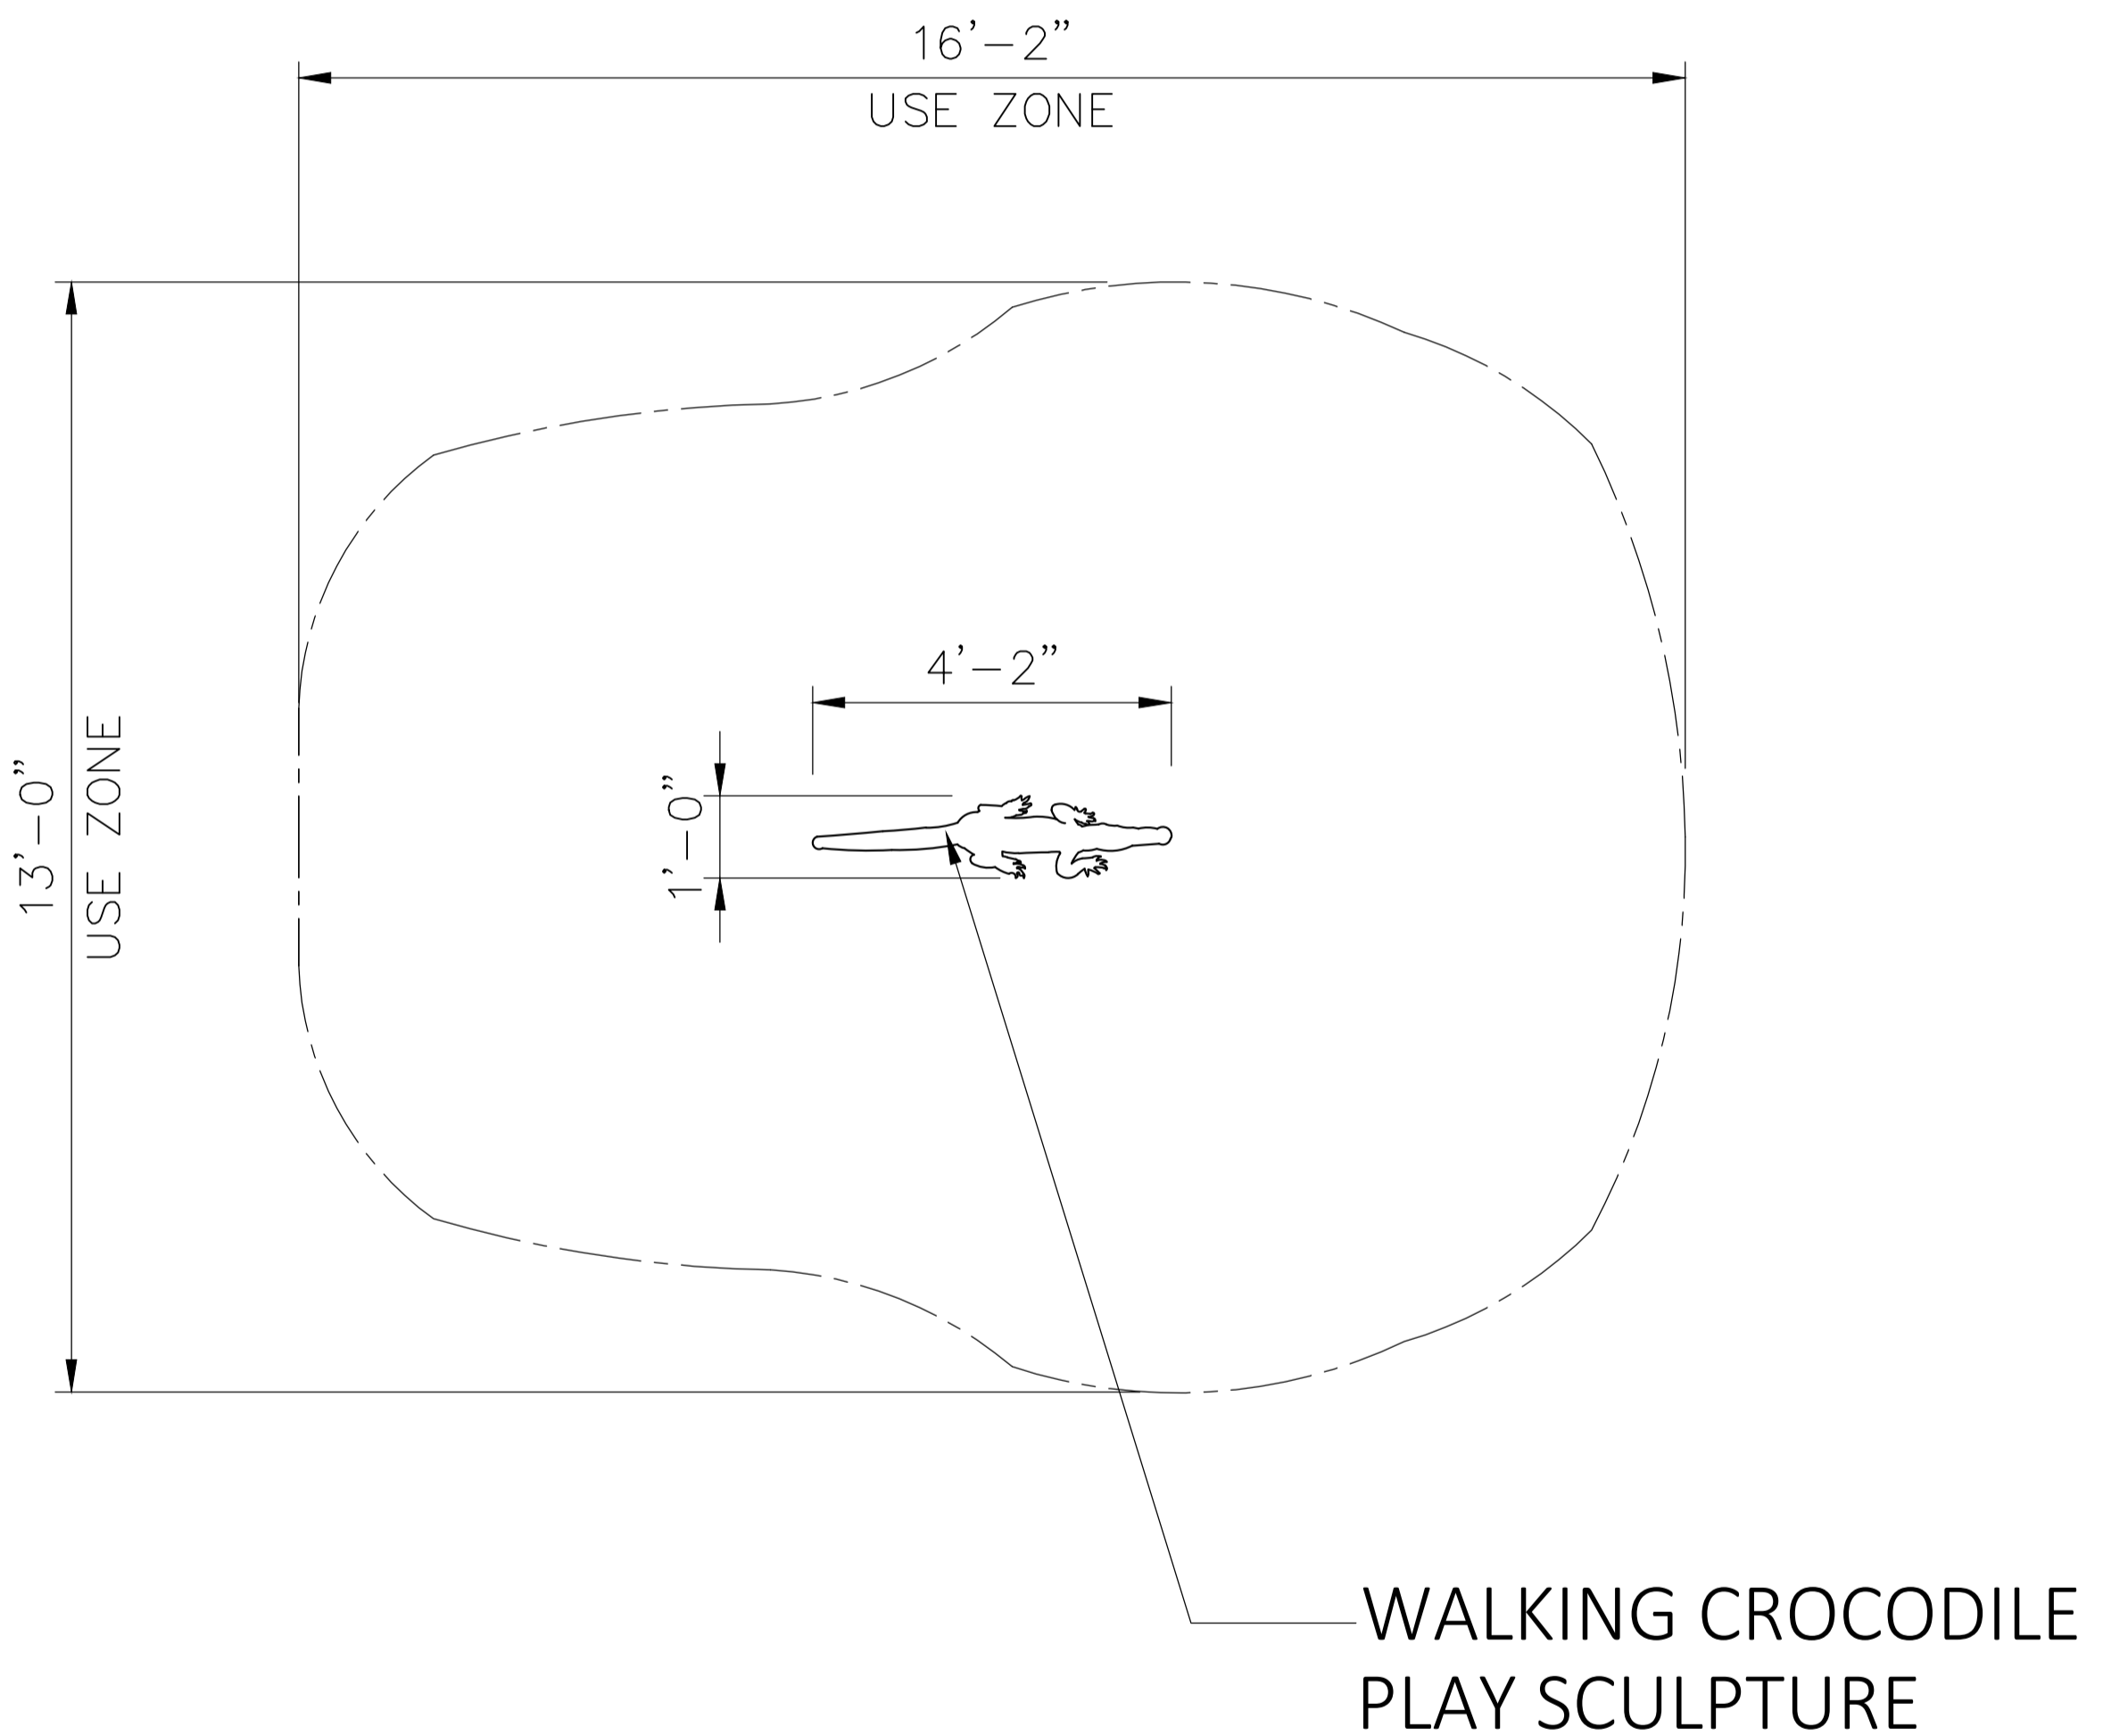 16’-2”
USE ZONE
13’-0”
USE ZONE
4’-2”
1’-0”
WALKING CROCODILE
PLAY SCULPTURE